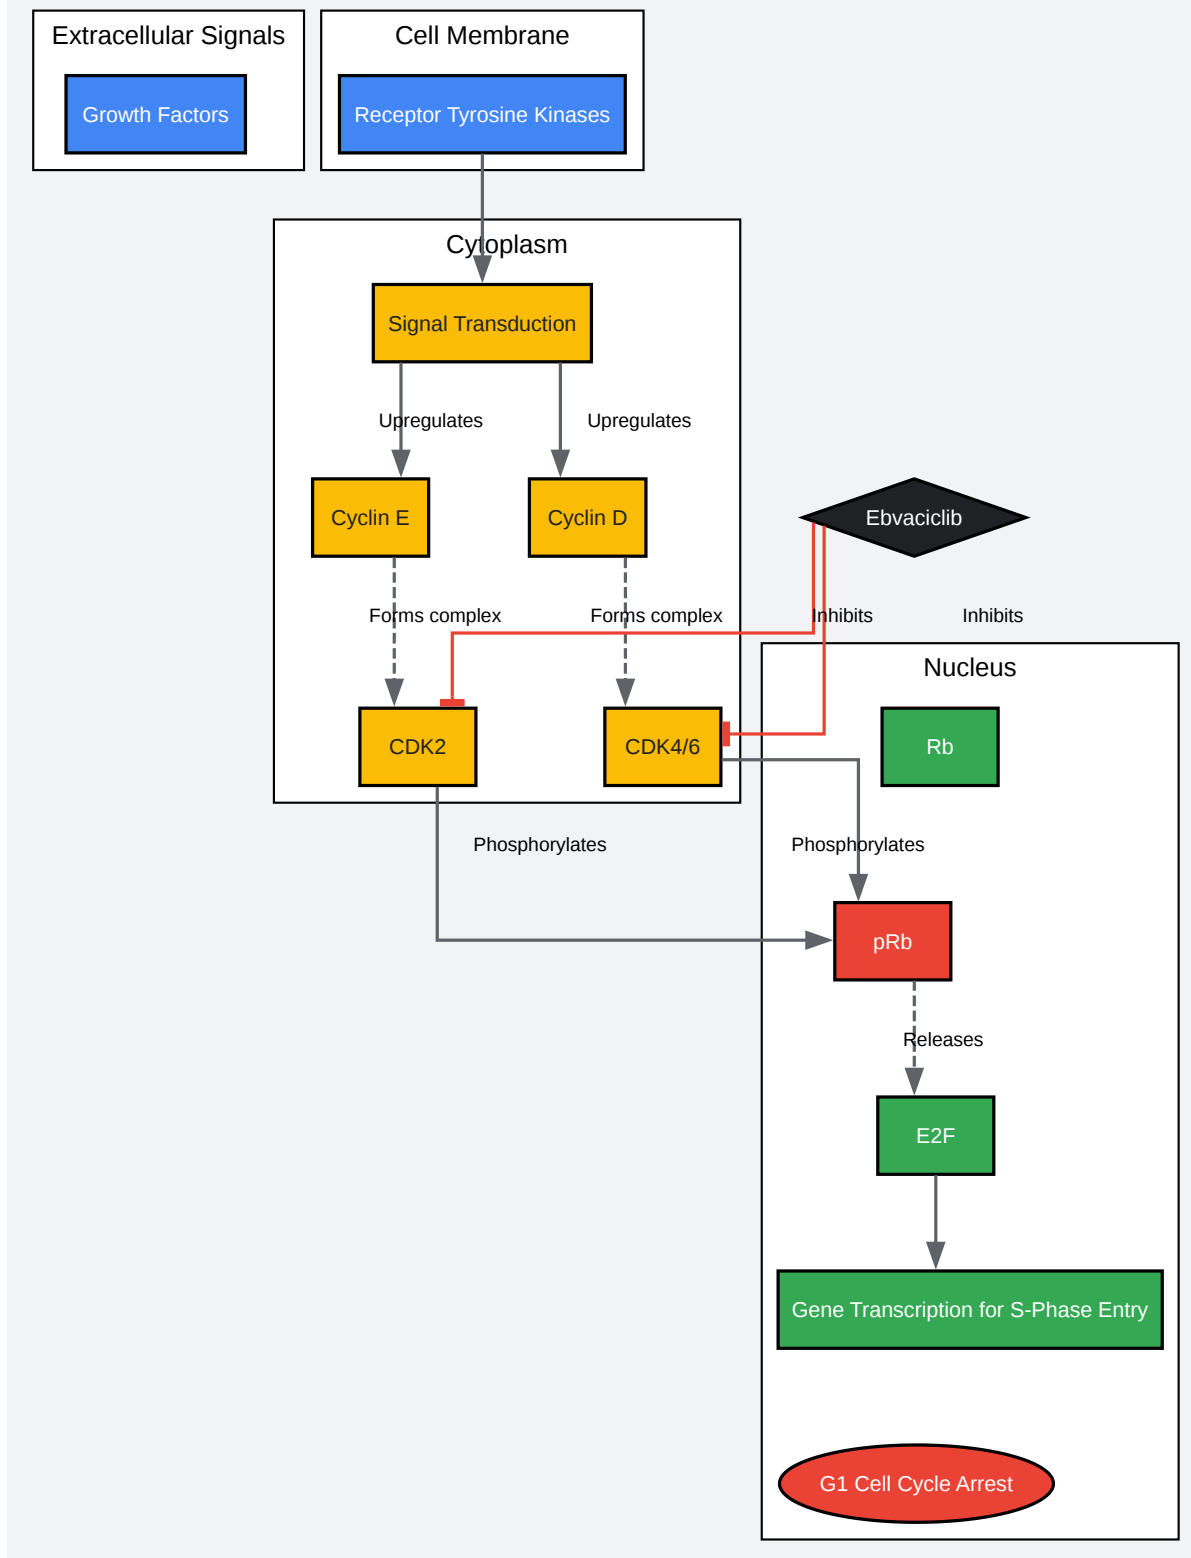 Extracellular Signals
Cell Membrane
Growth Factors
Receptor Tyrosine Kinases
Cytoplasm
Signal Transduction
Upregulates
Upregulates
Cyclin E
Cyclin D
Ebvaciclib
Forms complex
Forms complex
Inhibits
Inhibits
Nucleus
CDK2
CDK4/6
Rb
Phosphorylates
Phosphorylates
pRb
Releases
E2F
Gene Transcription for S-Phase Entry
G1 Cell Cycle Arrest